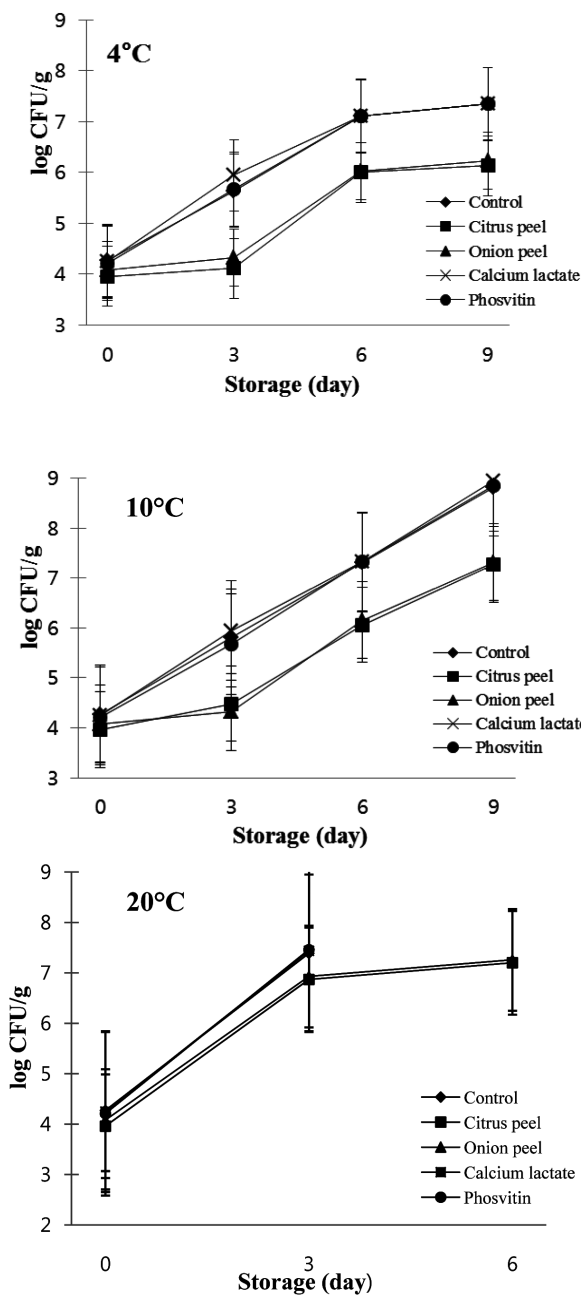 4°C
log CFU/g
9
8
7
6
5
4
3
0 3 6 9
Storage (day)
Control
Citrus peel
Onion peel
Calcium lactate
Phosvitin
10°C
log CFU/g
9
8
7
6
5
4
3
0 3 6 9
Storage (day)
Control
Citrus peel
Onion peel
Calcium lactate
Phosvitin
20°C
log CFU/g
9
8
7
6
5
4
3
2
0 3 6
Storage (day)
Control
Citrus peel
Onion peel
Calcium lactate
Phosvitin